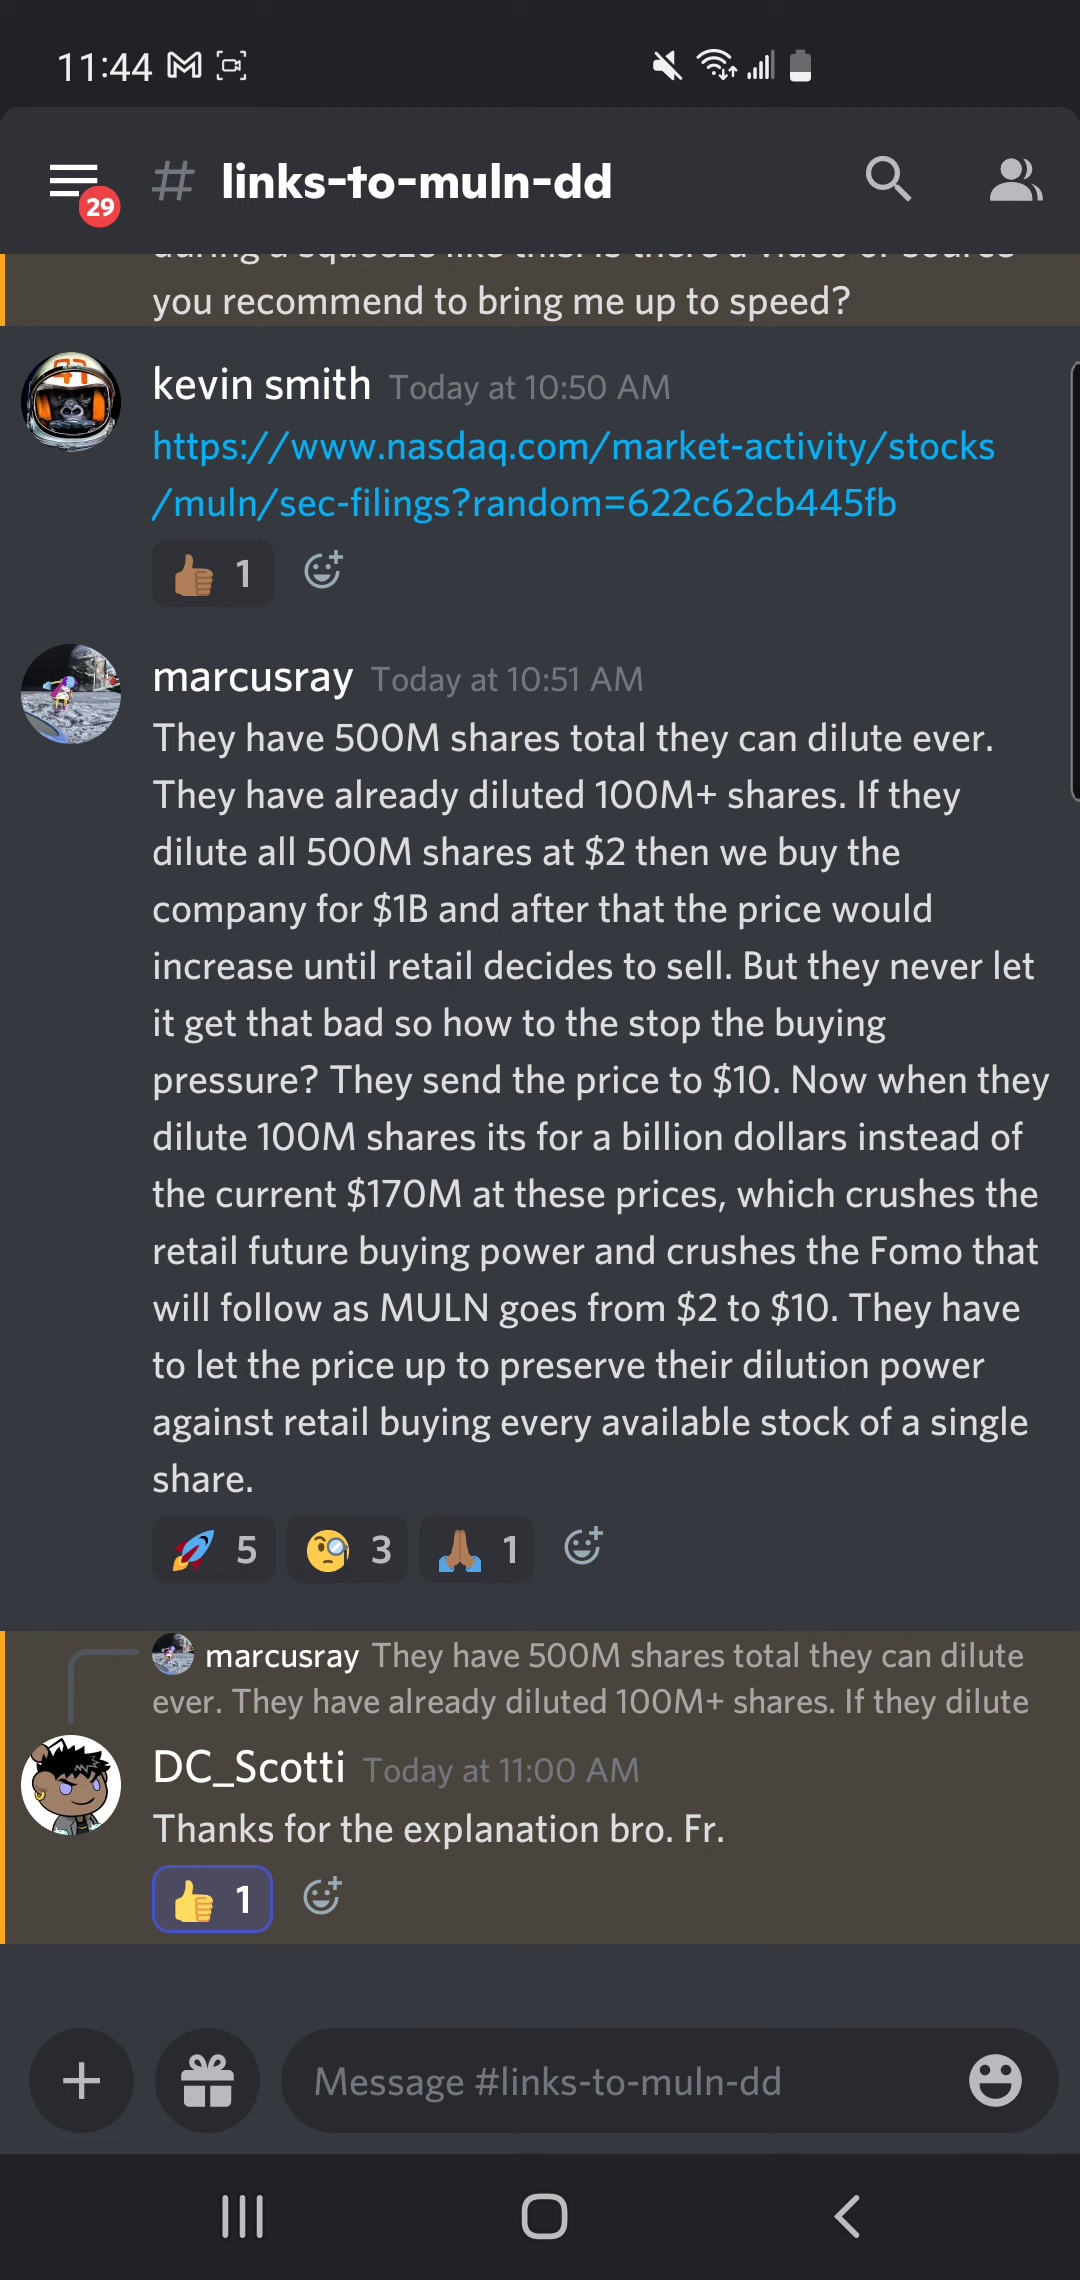 11:44
29
# links-to-muln-dd
you recommend to bring me up to speed?
kevin smith Today at 10:50 AM
https://www.nasdaq.com/market-activity/stocks
/muln/sec-filings?random=622c62cb445fb
1
marcusray Today at 10:51 AM
They have 500M shares total they can dilute ever.
They have already diluted 100M+ shares. If they
dilute all 500M shares at $2 then we buy the
company for $1B and after that the price would
increase until retail decides to sell. But they never let
it get that bad so how to the stop the buying
pressure? They send the price to $10. Now when they
dilute 100M shares its for a billion dollars instead of
the current $170M at these prices, which crushes the
retail future buying power and crushes the Fomo that
will follow as MULN goes from $2 to $10. They have
to let the price up to preserve their dilution power
against retail buying every available stock of a single
share.
5 3 1
marcusray They have 500M shares total they can dilute
ever. They have already diluted 100M+ shares. If they dilute
DC_Scotti Today at 11:00 AM
Thanks for the explanation bro. Fr.
1
Message #links-to-muln-dd